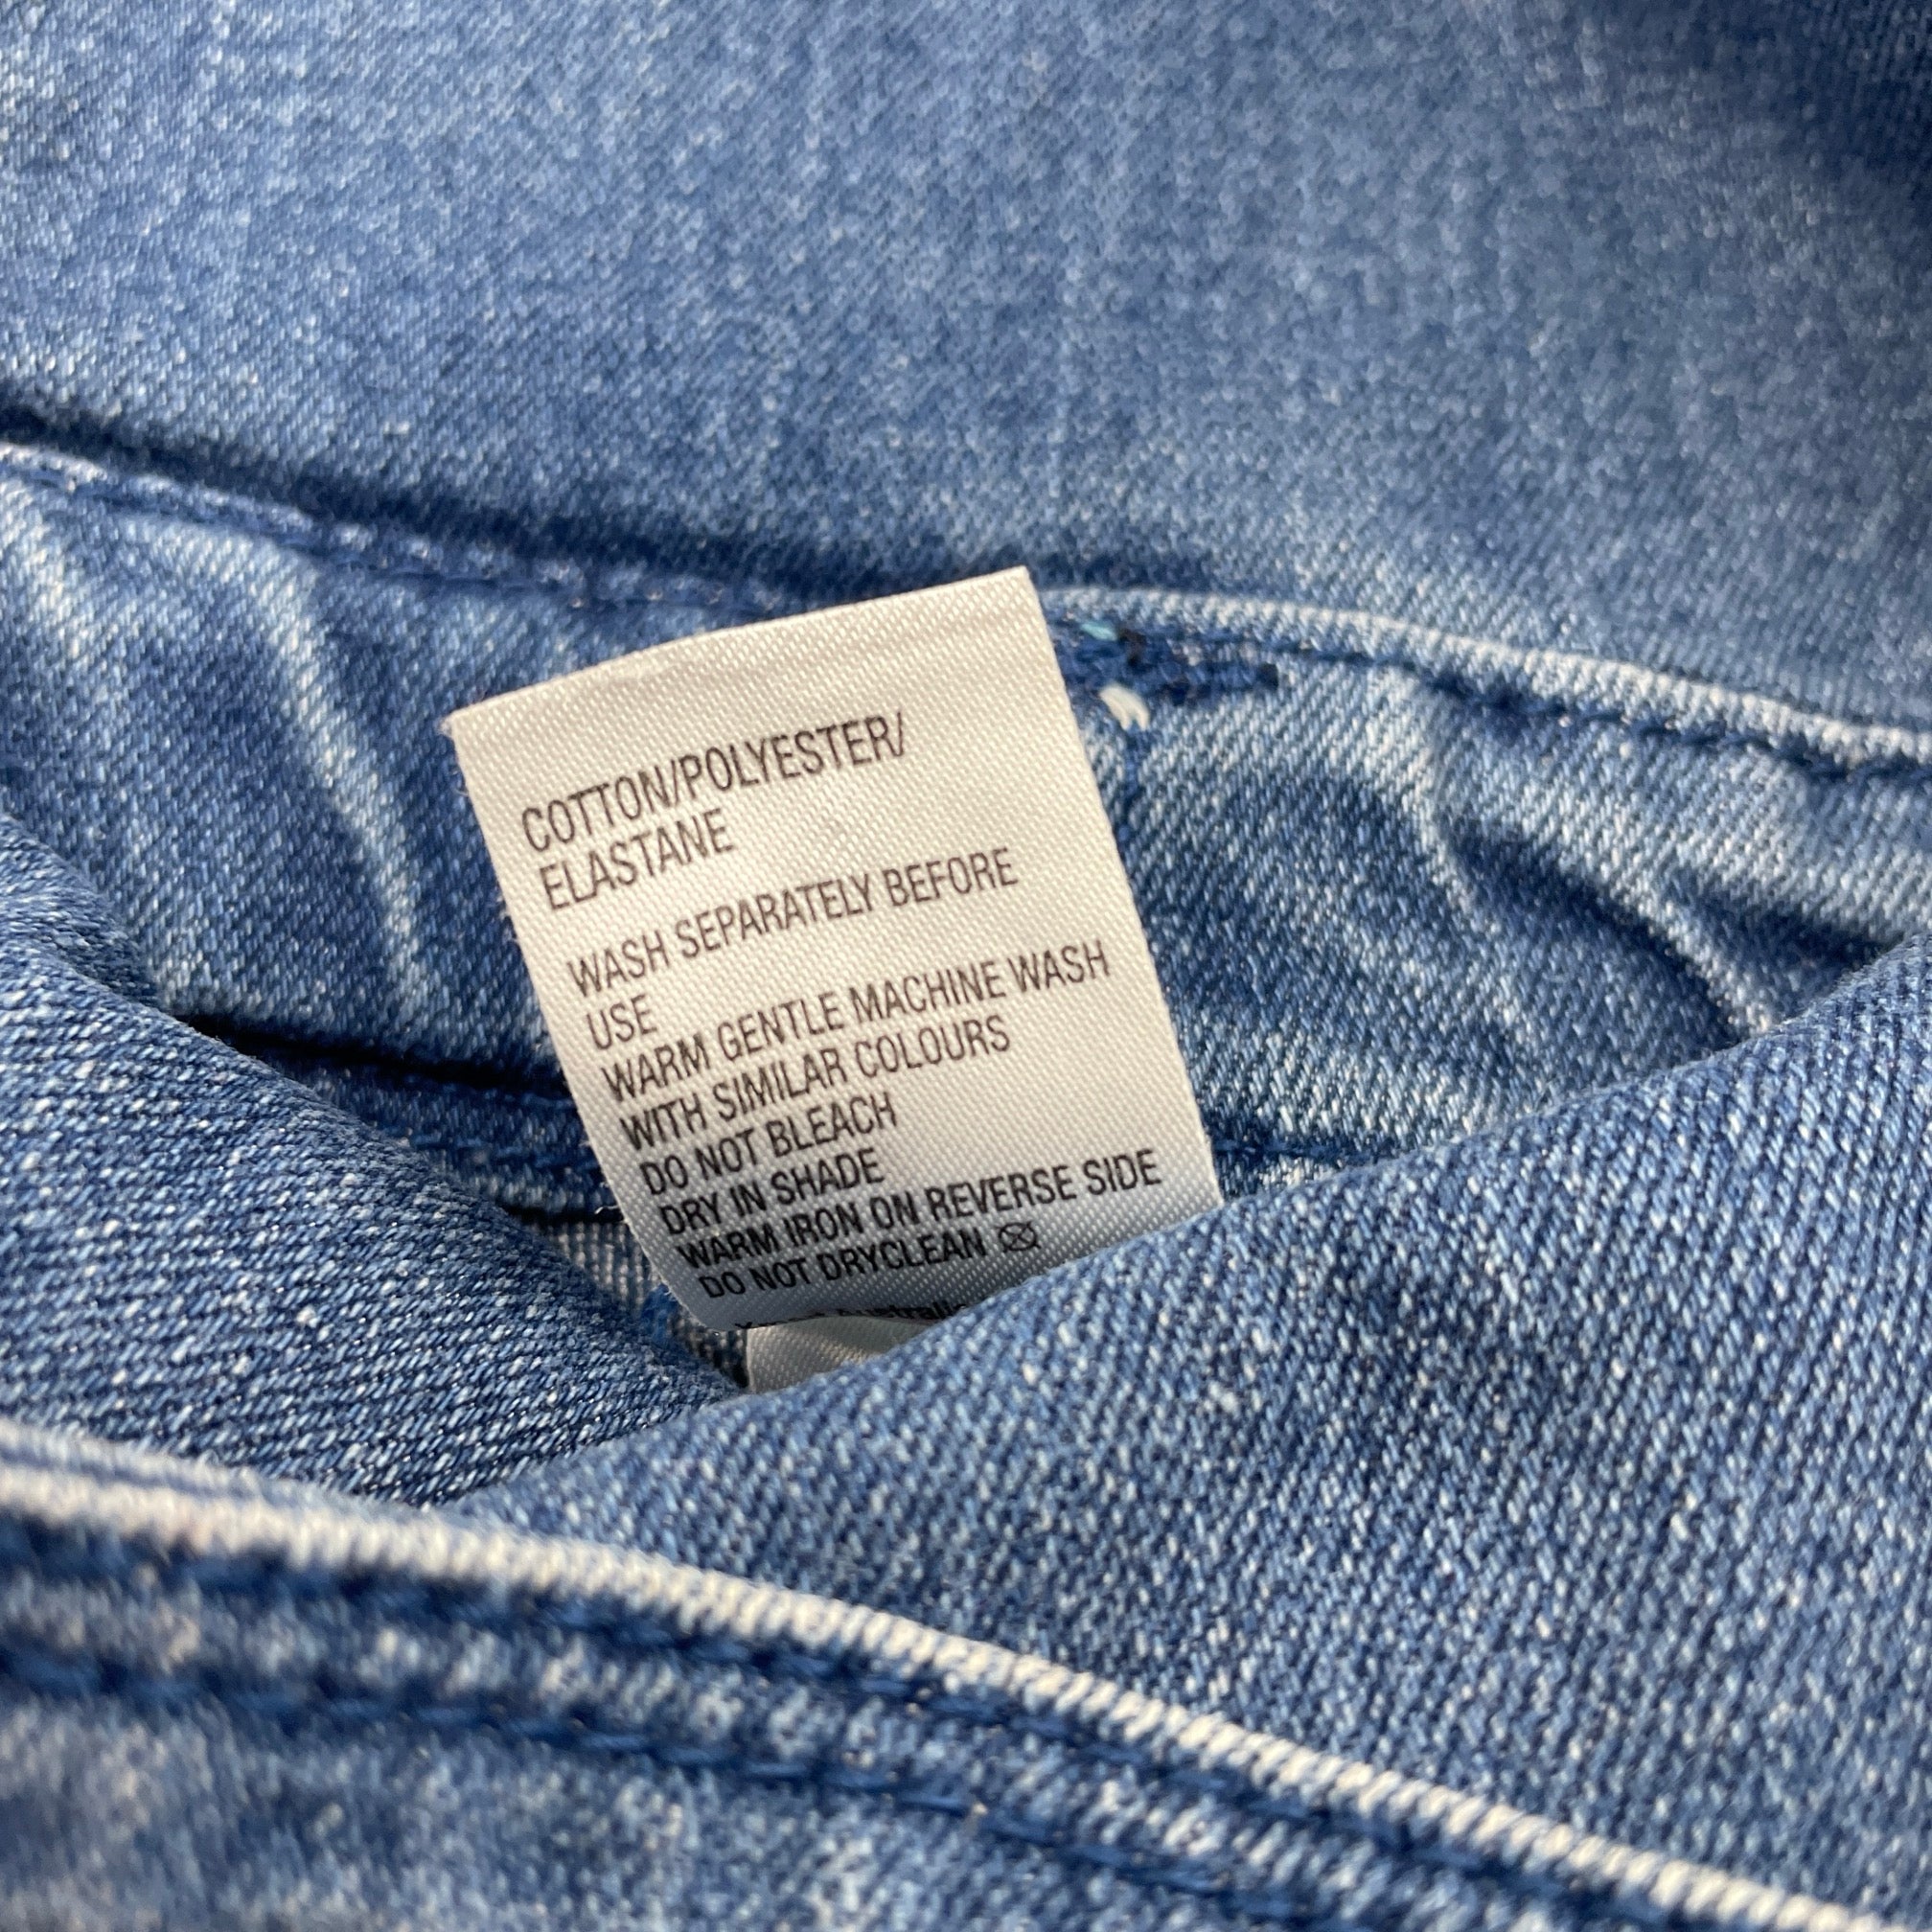 COTTON/POLYESTER/
ELASTANE
WASH SEPARATELY BEFORE
USE
WARM GENTLE MACHINE WASH
WITH SIMILAR COLOURS
DO NOT BLEACH
DRY IN SHADE
WARM IRON ON REVERSE SIDE
DO NOT DRYCLEAN